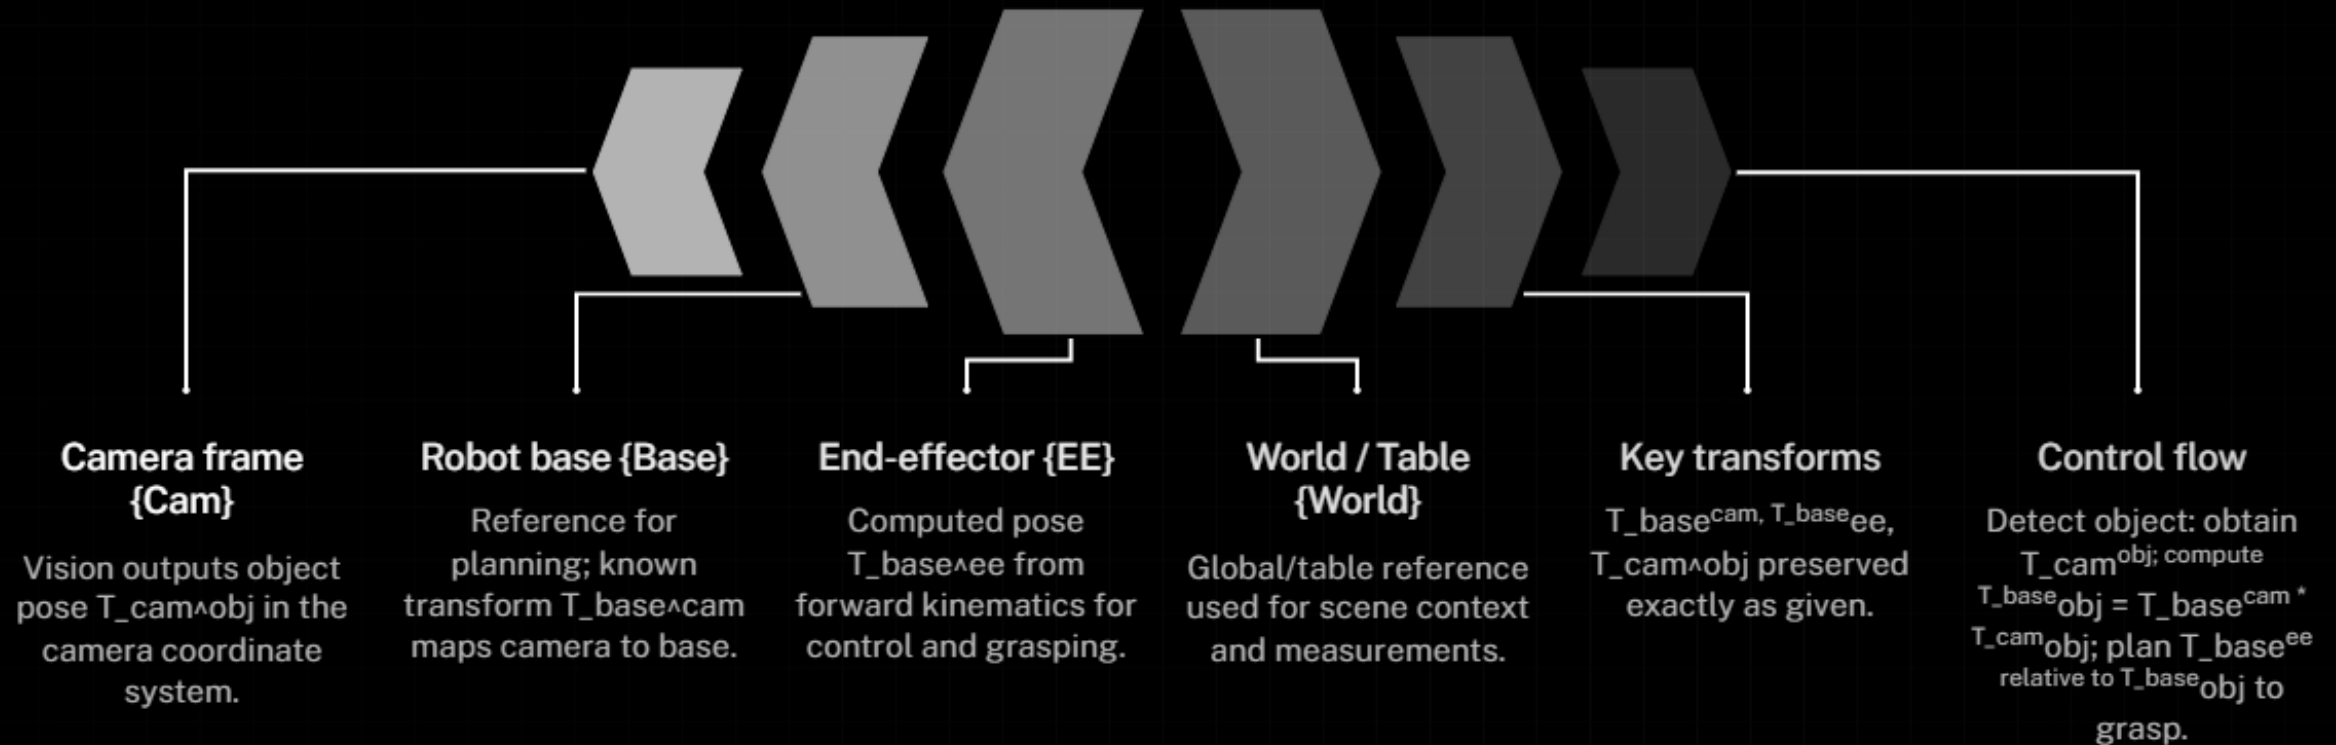 Camera frame
{Cam}
Vision outputs object
pose T_cam^obj in the
camera coordinate
system.
Robot base {Base}
Reference for
planning; known
transform T_base^cam
maps camera to base.
End-effector {EE}
Computed pose
T_base^ee from
forward kinematics for
control and grasping.
World / Table
{World}
Global/table reference
used for scene context
and measurements.
Key transforms
T_basecam, T_baseee,
T_cam^obj preserved
exactly as given.
Control flow
Detect object: obtain
T_camobj; compute
T_baseobj = T_basecam *
T_camobj; plan T_baseee
relative to T_baseobj to
grasp.